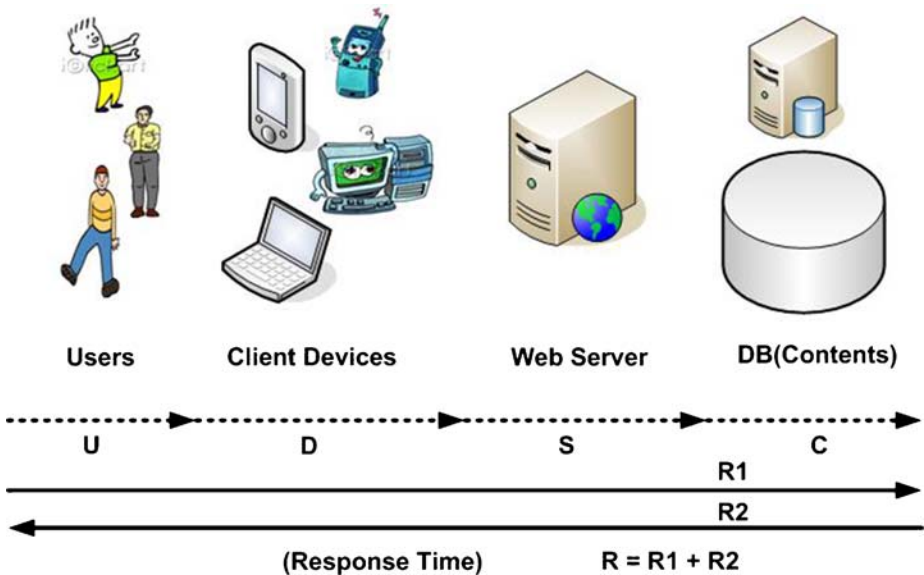 Users Client Devices Web Server DB(Contents)
U D S C
R1
R2
(Response Time) R = R1 + R2